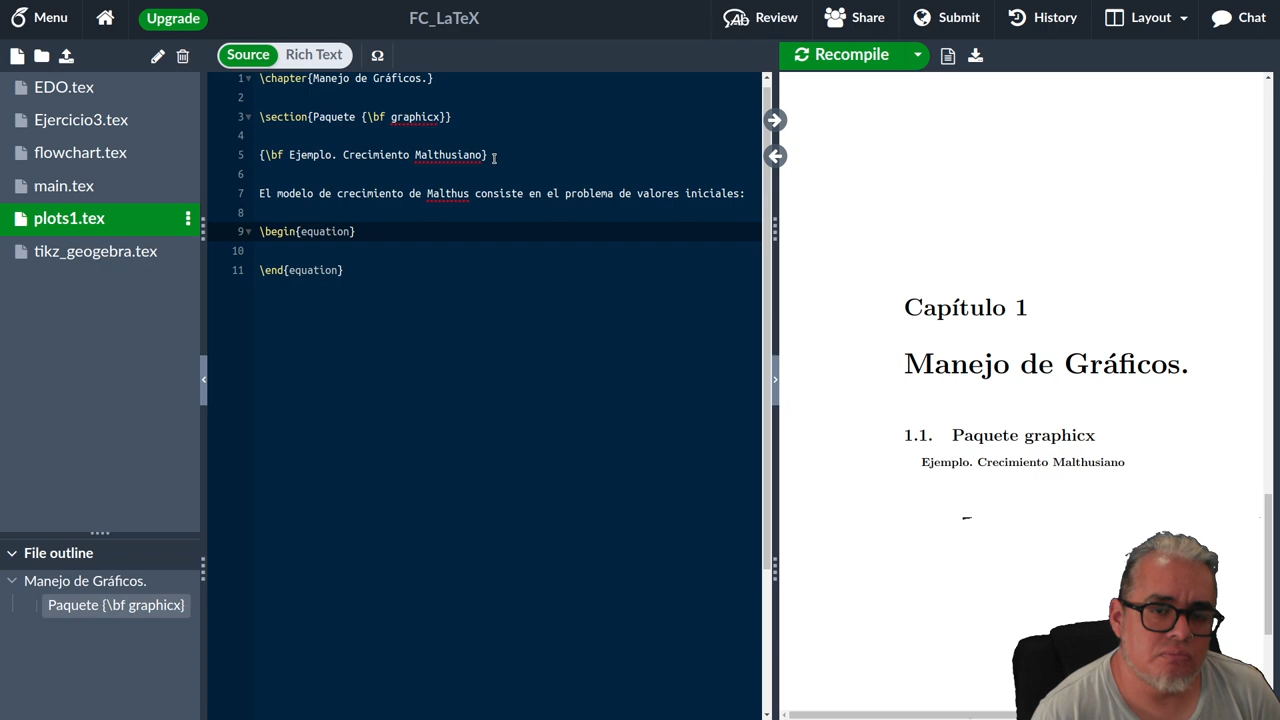 Menu
Upgrade
FC_LaTeX
Review
Share
Submit
History
Layout
Chat
Source
Rich Text
Ω
Recompile
EDO.tex
Ejercicio3.tex
flowchart.tex
main.tex
plots1.tex
tikz_geogebra.tex
File outline
Manejo de Gráficos.
Paquete {\bf graphicx}
1 \chapter{Manejo de Gráficos.}
2
3 \section{Paquete {\bf graphicx}}
4
5 {\bf Ejemplo. Crecimiento Malthusiano}
6
7 El modelo de crecimiento de Malthus consiste en el problema de valores iniciales:
8
9 \begin{equation}
10
11 \end{equation}
Capítulo 1
Manejo de Gráficos.
1.1. Paquete graphicx
Ejemplo. Crecimiento Malthusiano